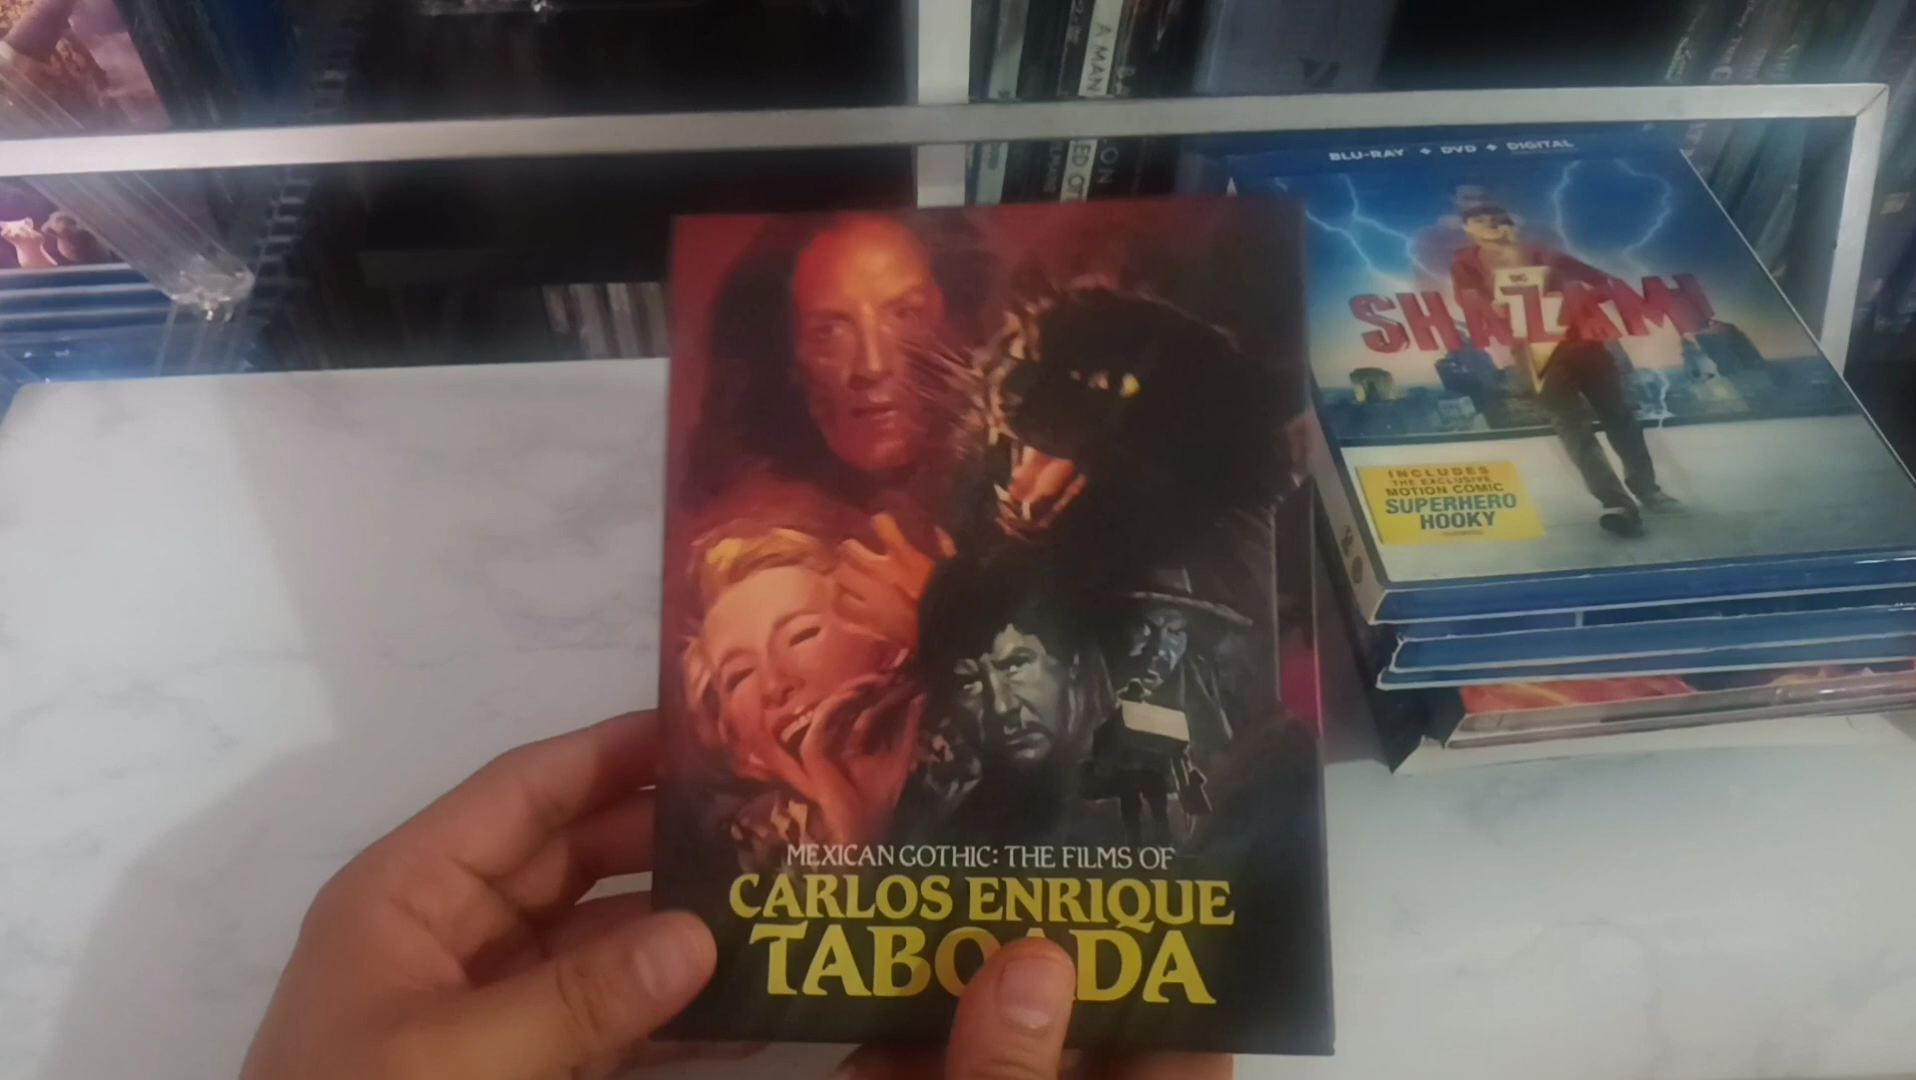 A MAN
BLU-RAY + DVD + DIGITAL
SHAZAM!
INCLUDES
THE EXCLUSIVE
MOTION COMIC
SUPERHERO
HOOKY
MEXICAN GOTHIC: THE FILMS OF
CARLOS ENRIQUE
TABOADA